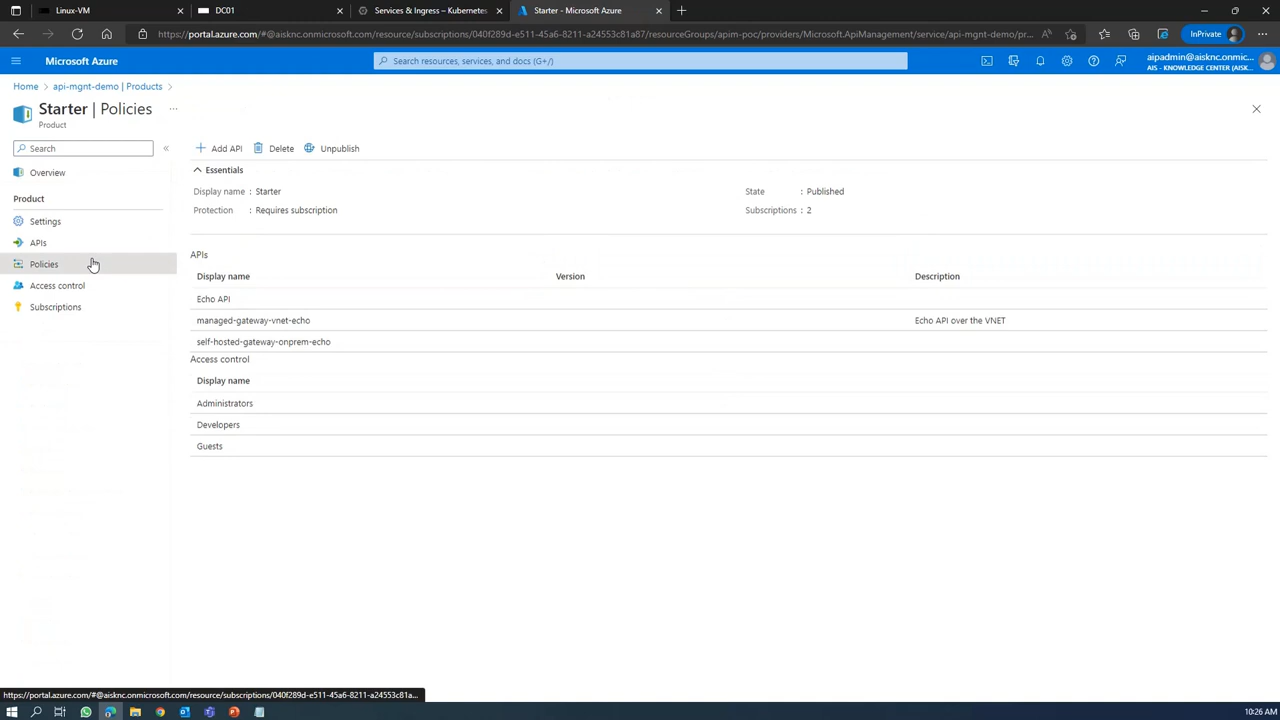 Linux-VM
DC01
Services & Ingress – Kubernetes
Starter - Microsoft Azure
https://portal.azure.com/#@aisknc.onmicrosoft.com/resource/subscriptions/040f289d-e511-45a6-8211-a24553c81a87/resourceGroups/apim-poc/providers/Microsoft.ApiManagement/service/api-mgnt-demo/pr...
InPrivate
Microsoft Azure
Search resources, services, and docs (G+/)
aipadmin@aisknc.onmic...
AIS - KNOWLEDGE CENTER (AISK...
Home > api-mgnt-demo | Products >
Starter | Policies ...
Product
Search
«
Overview
Product
Settings
APIs
Policies
Access control
Subscriptions
+ Add API
Delete
Unpublish
Essentials
Display name : Starter
State : Published
Protection : Requires subscription
Subscriptions : 2
APIs
Display name Version Description
Echo API
managed-gateway-vnet-echo Echo API over the VNET
self-hosted-gateway-onprem-echo
Access control
Display name
Administrators
Developers
Guests
https://portal.azure.com/#@aisknc.onmicrosoft.com/resource/subscriptions/040f289d-e511-45a6-8211-a24553c81a...
10:26 AM